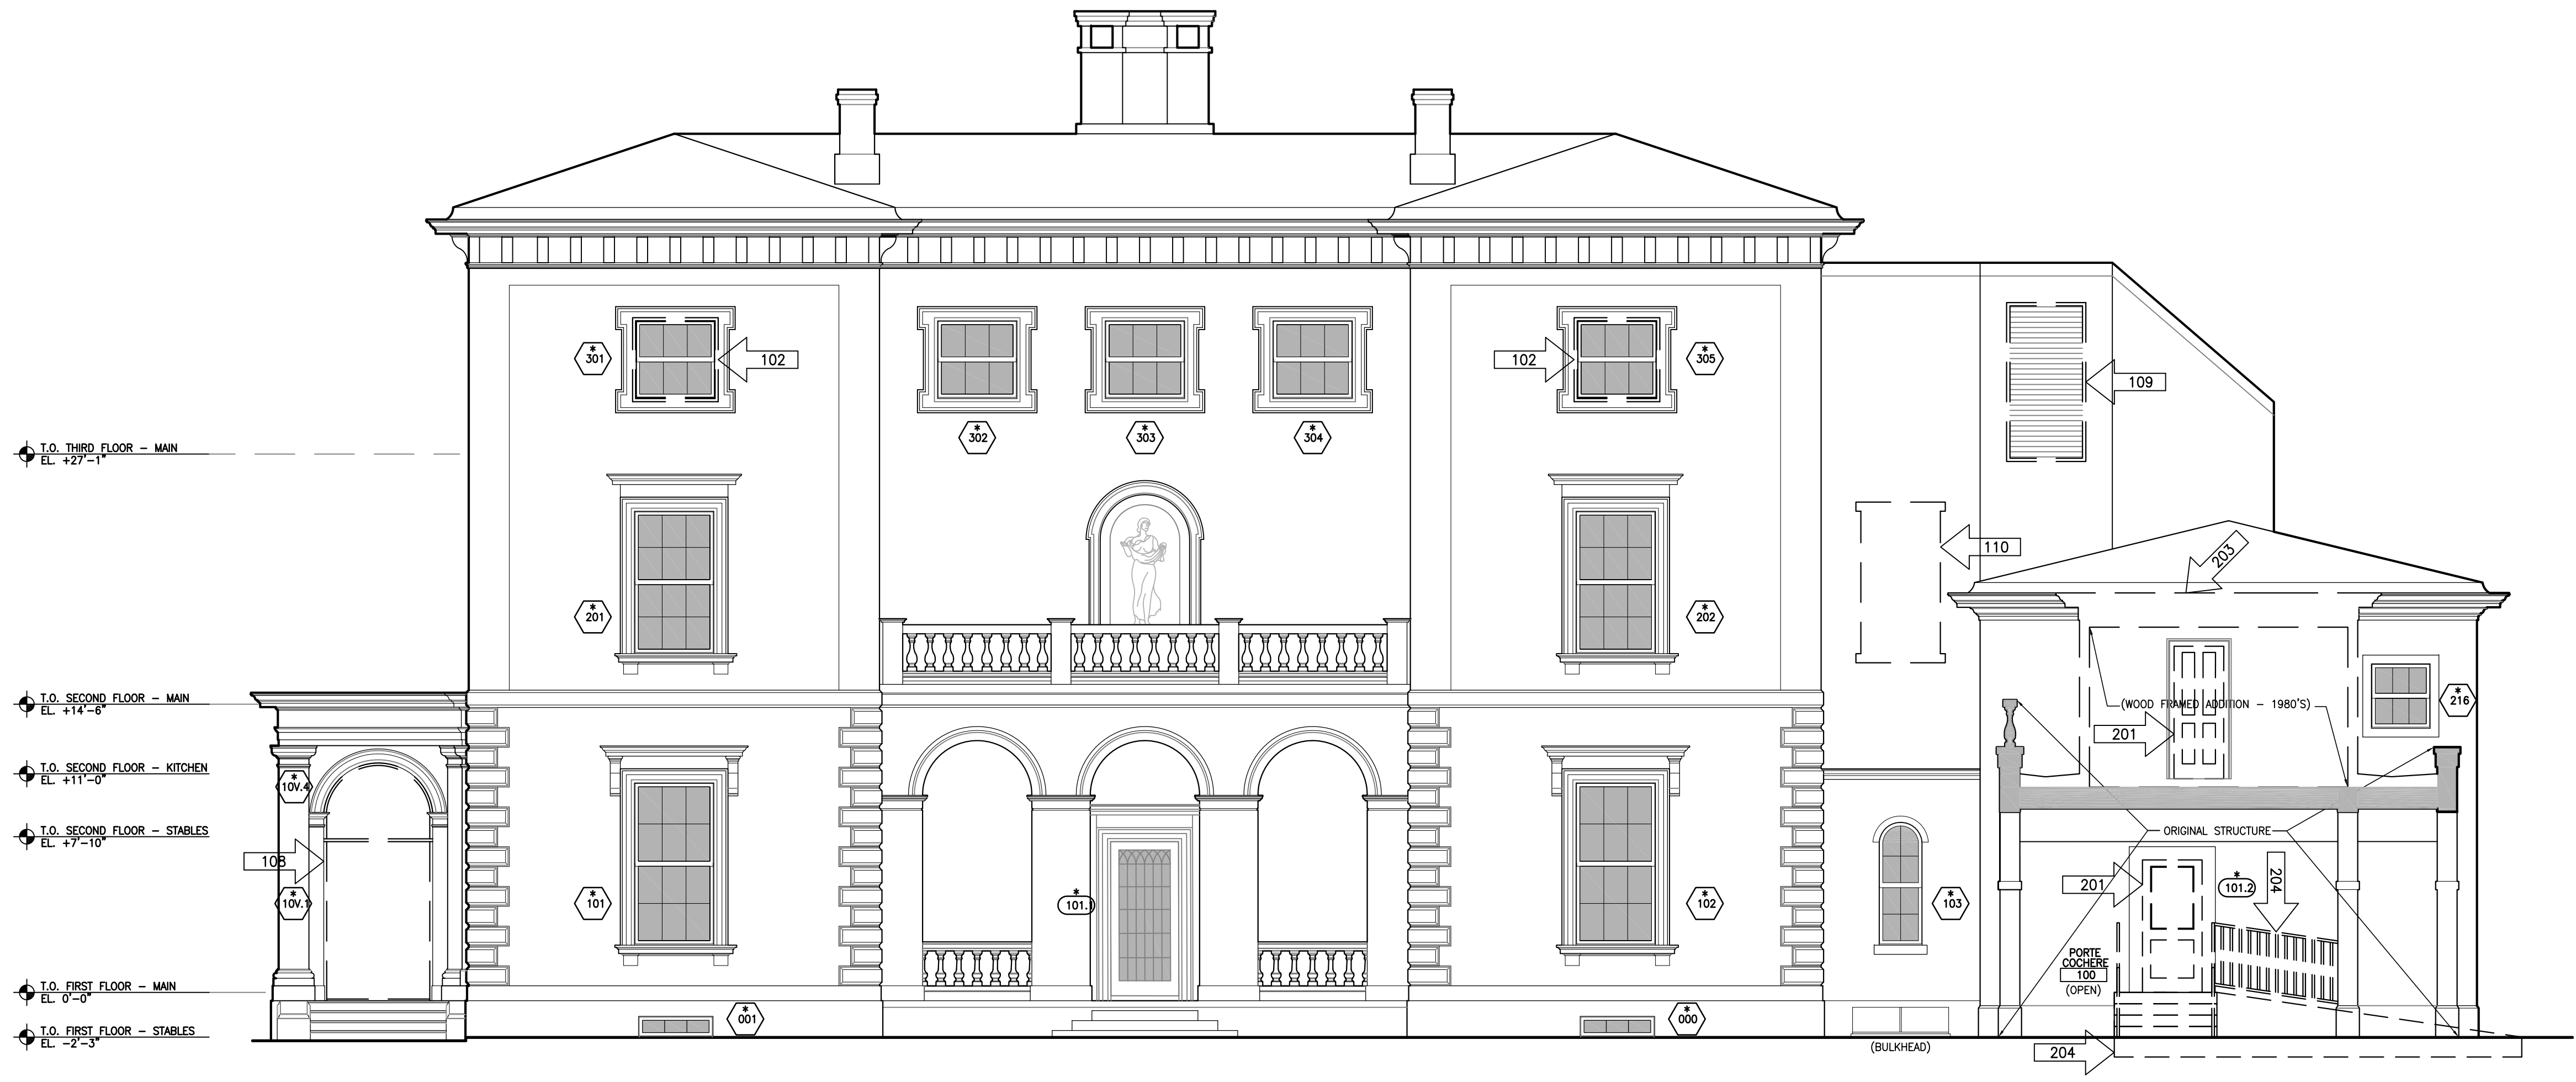 *
301
102
102
*
305
109
*
302
*
303
*
304
T.O. THIRD FLOOR – MAIN
EL. +27'-1"
110
203
*
201
*
202
T.O. SECOND FLOOR – MAIN
EL. +14'-6"
(WOOD FRAMED ADDITION – 1980'S)
*
216
201
T.O. SECOND FLOOR – KITCHEN
EL. +11'-0"
*
10V.4
T.O. SECOND FLOOR – STABLES
EL. +7'-10"
ORIGINAL STRUCTURE
108
201
*
101.2
204
*
10V.1
*
101
*
101.1
*
102
*
103
PORTE
COCHERE
100
(OPEN)
T.O. FIRST FLOOR – MAIN
EL. 0'-0"
*
001
*
000
T.O. FIRST FLOOR – STABLES
EL. -2'-3"
(BULKHEAD)
204